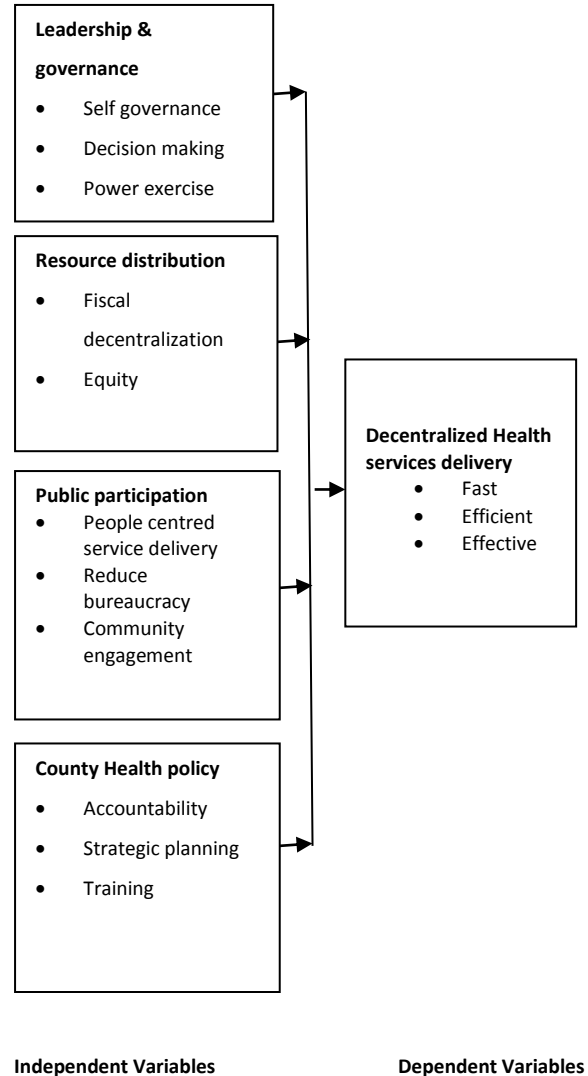 Leadership &
governance
• Self governance
• Decision making
• Power exercise
Resource distribution
• Fiscal
decentralization
• Equity
Public participation
• People centred
service delivery
• Reduce
bureaucracy
• Community
engagement
County Health policy
• Accountability
• Strategic planning
• Training
Decentralized Health
services delivery
• Fast
• Efficient
• Effective
Independent Variables
Dependent Variables